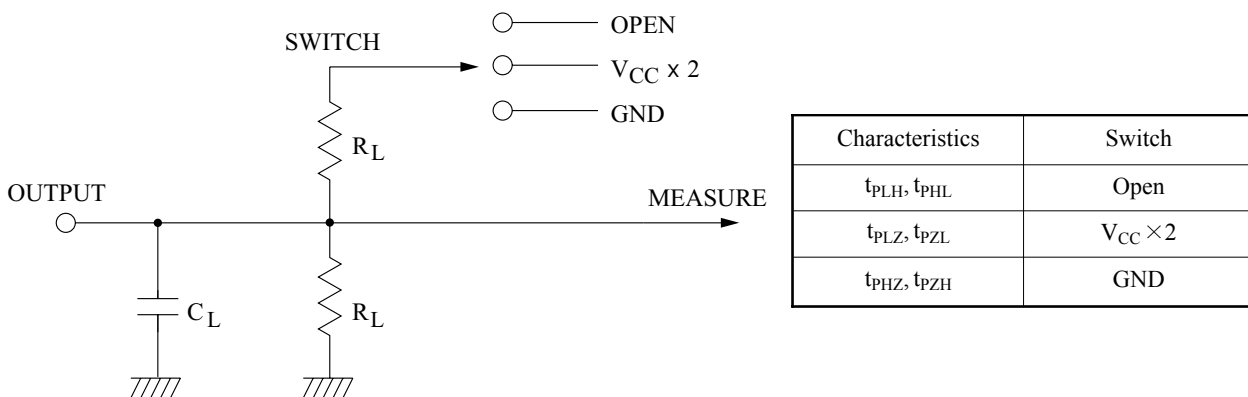 OPEN
SWITCH
VCC x 2
GND
RL
OUTPUT
MEASURE
CL
RL
Characteristics Switch
tPLH, tPHL Open
tPLZ, tPZL VCC ×2
tPHZ, tPZH GND